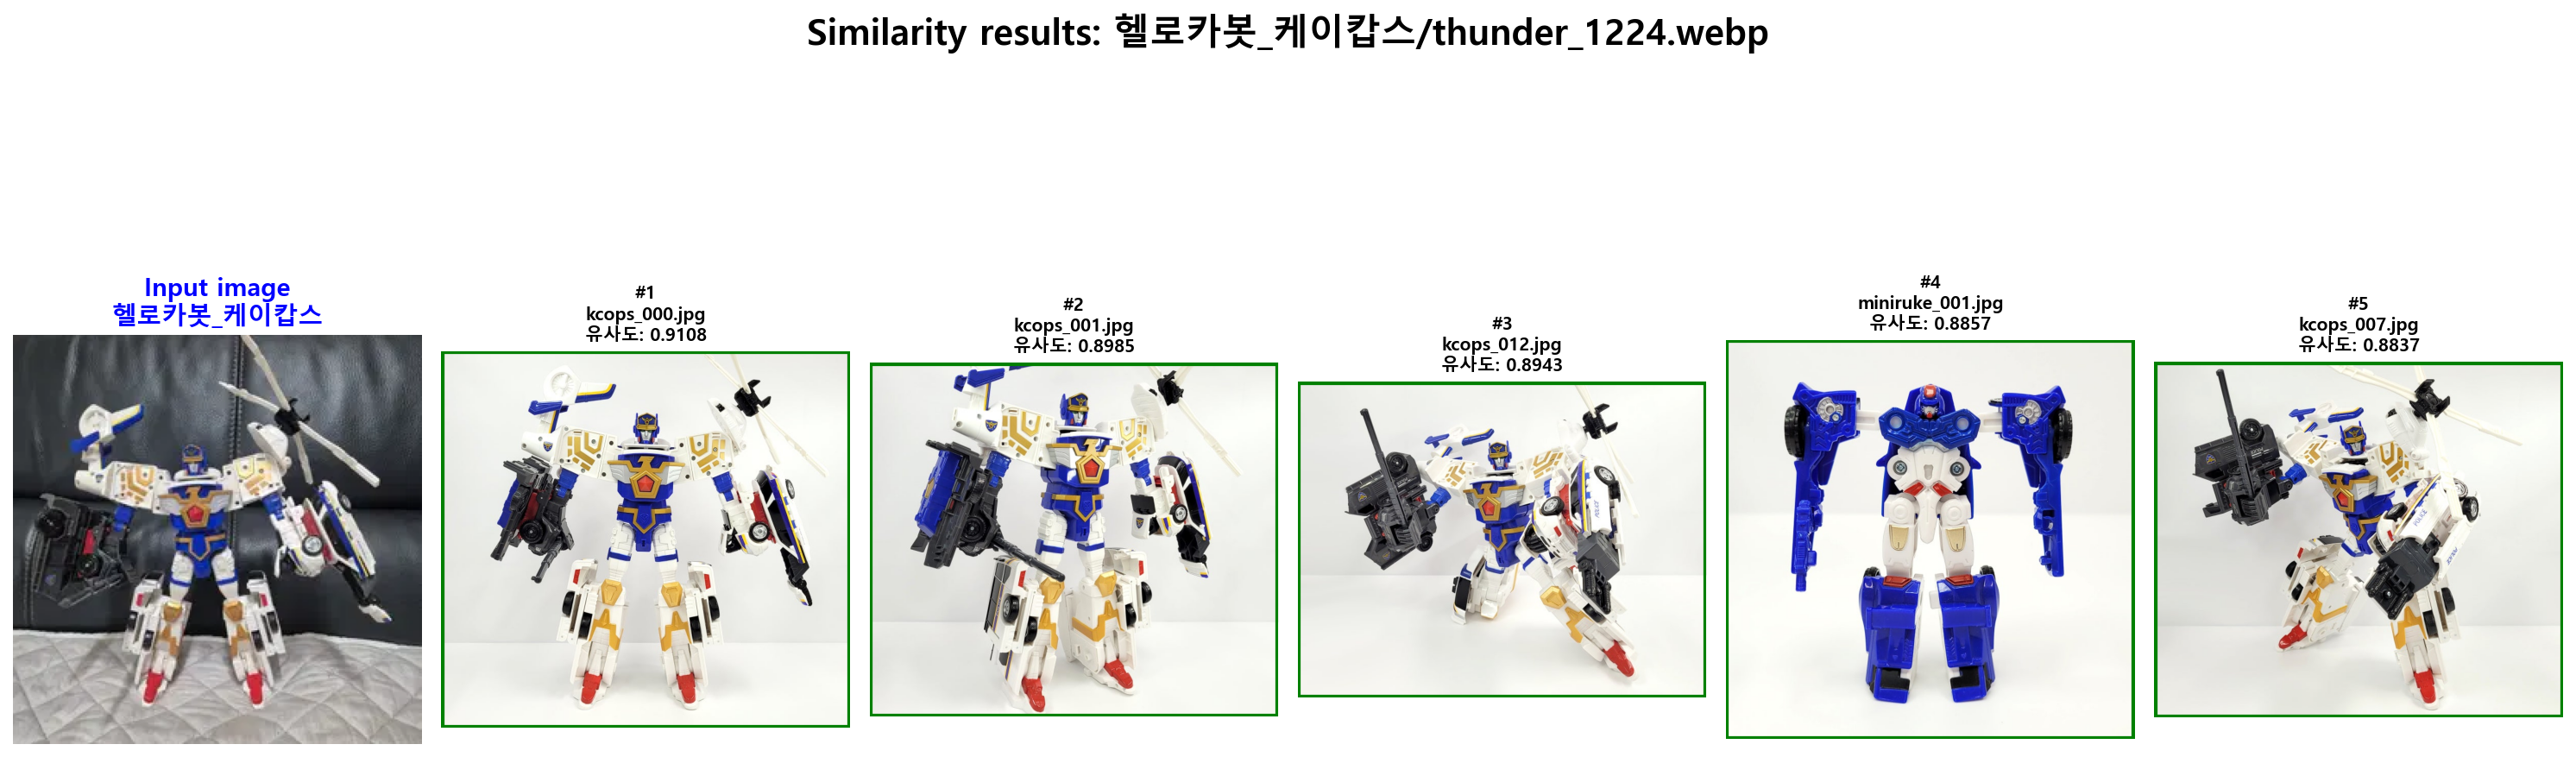 Similarity results: 헬로카봇_케이캅스/thunder_1224.webp
Input image
헬로카봇_케이캅스
#1
kcops_000.jpg
유사도: 0.9108
#2
kcops_001.jpg
유사도: 0.8985
#3
kcops_012.jpg
유사도: 0.8943
#4
miniruke_001.jpg
유사도: 0.8857
#5
kcops_007.jpg
유사도: 0.8837